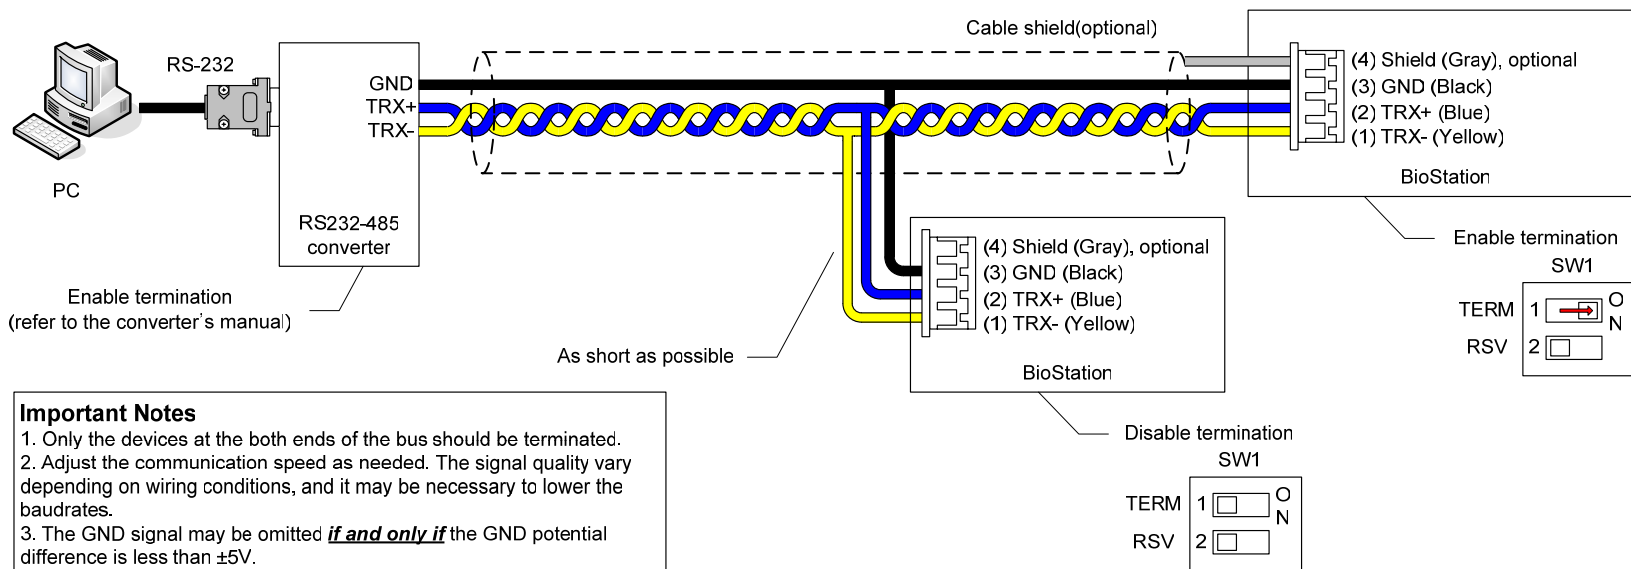 Cable shield(optional)
RS-232
PC
GND
TRX+
TRX-
RS232-485
converter
(4) Shield (Gray), optional
(3) GND (Black)
(2) TRX+ (Blue)
(1) TRX- (Yellow)
BioStation
Enable termination
SW1
TERM 1 ON
RSV 2
Enable termination
(refer to the converter's manual)
As short as possible
(4) Shield (Gray), optional
(3) GND (Black)
(2) TRX+ (Blue)
(1) TRX- (Yellow)
BioStation
Disable termination
SW1
TERM 1 ON
RSV 2
Important Notes
1. Only the devices at the both ends of the bus should be terminated.
2. Adjust the communication speed as needed. The signal quality vary
depending on wiring conditions, and it may be necessary to lower the
baudrates.
3. The GND signal may be omitted if and only if the GND potential
difference is less than ±5V.